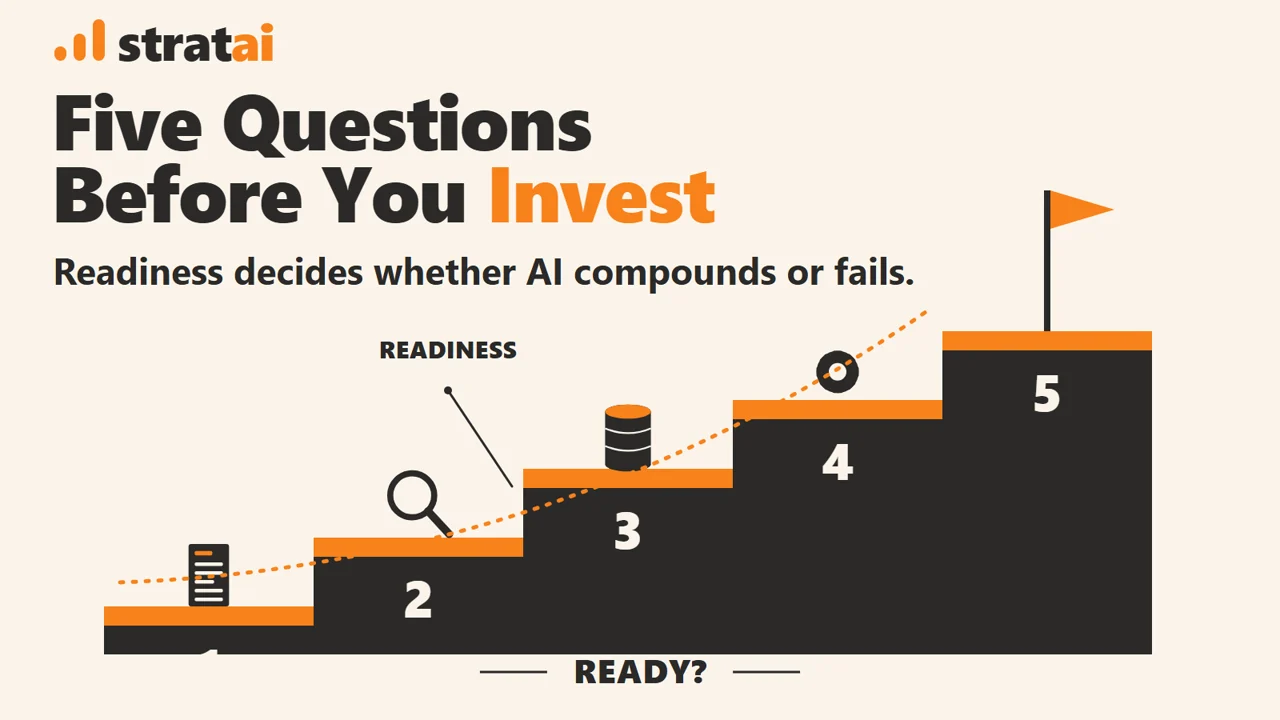 stratai
Five Questions
Before You Invest
Readiness decides whether AI compounds or fails.
READINESS
5
4
3
2
READY?